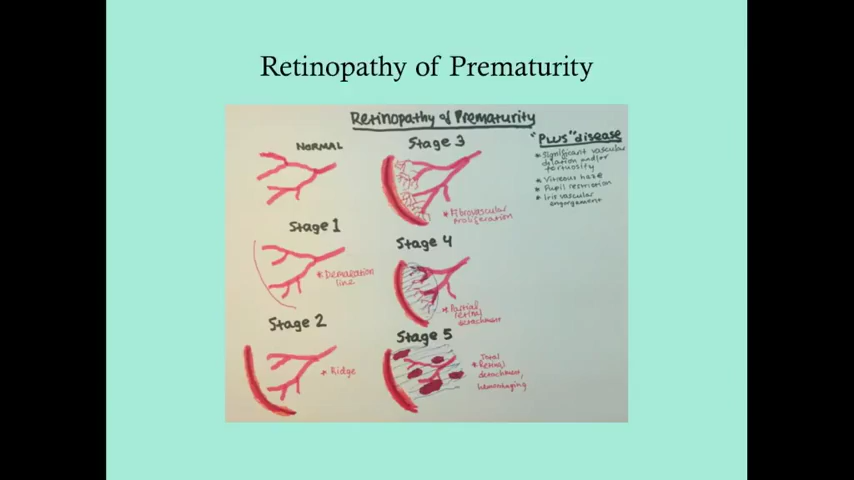 Retinopathy of Prematurity
Retinopathy of Prematurity
NORMAL
Stage 1
* Demarcation
line
Stage 2
* Ridge
Stage 3
* Fibrovascular
Proliferation
Stage 4
* Partial
retinal
detachment
Stage 5
Total
* Retinal
detachment,
hemorrhaging
"PLUS" disease
* Significant vascular
dilation and/or
tortuosity
* Vitreous haze
* Pupil restriction
* Iris vascular
engorgement